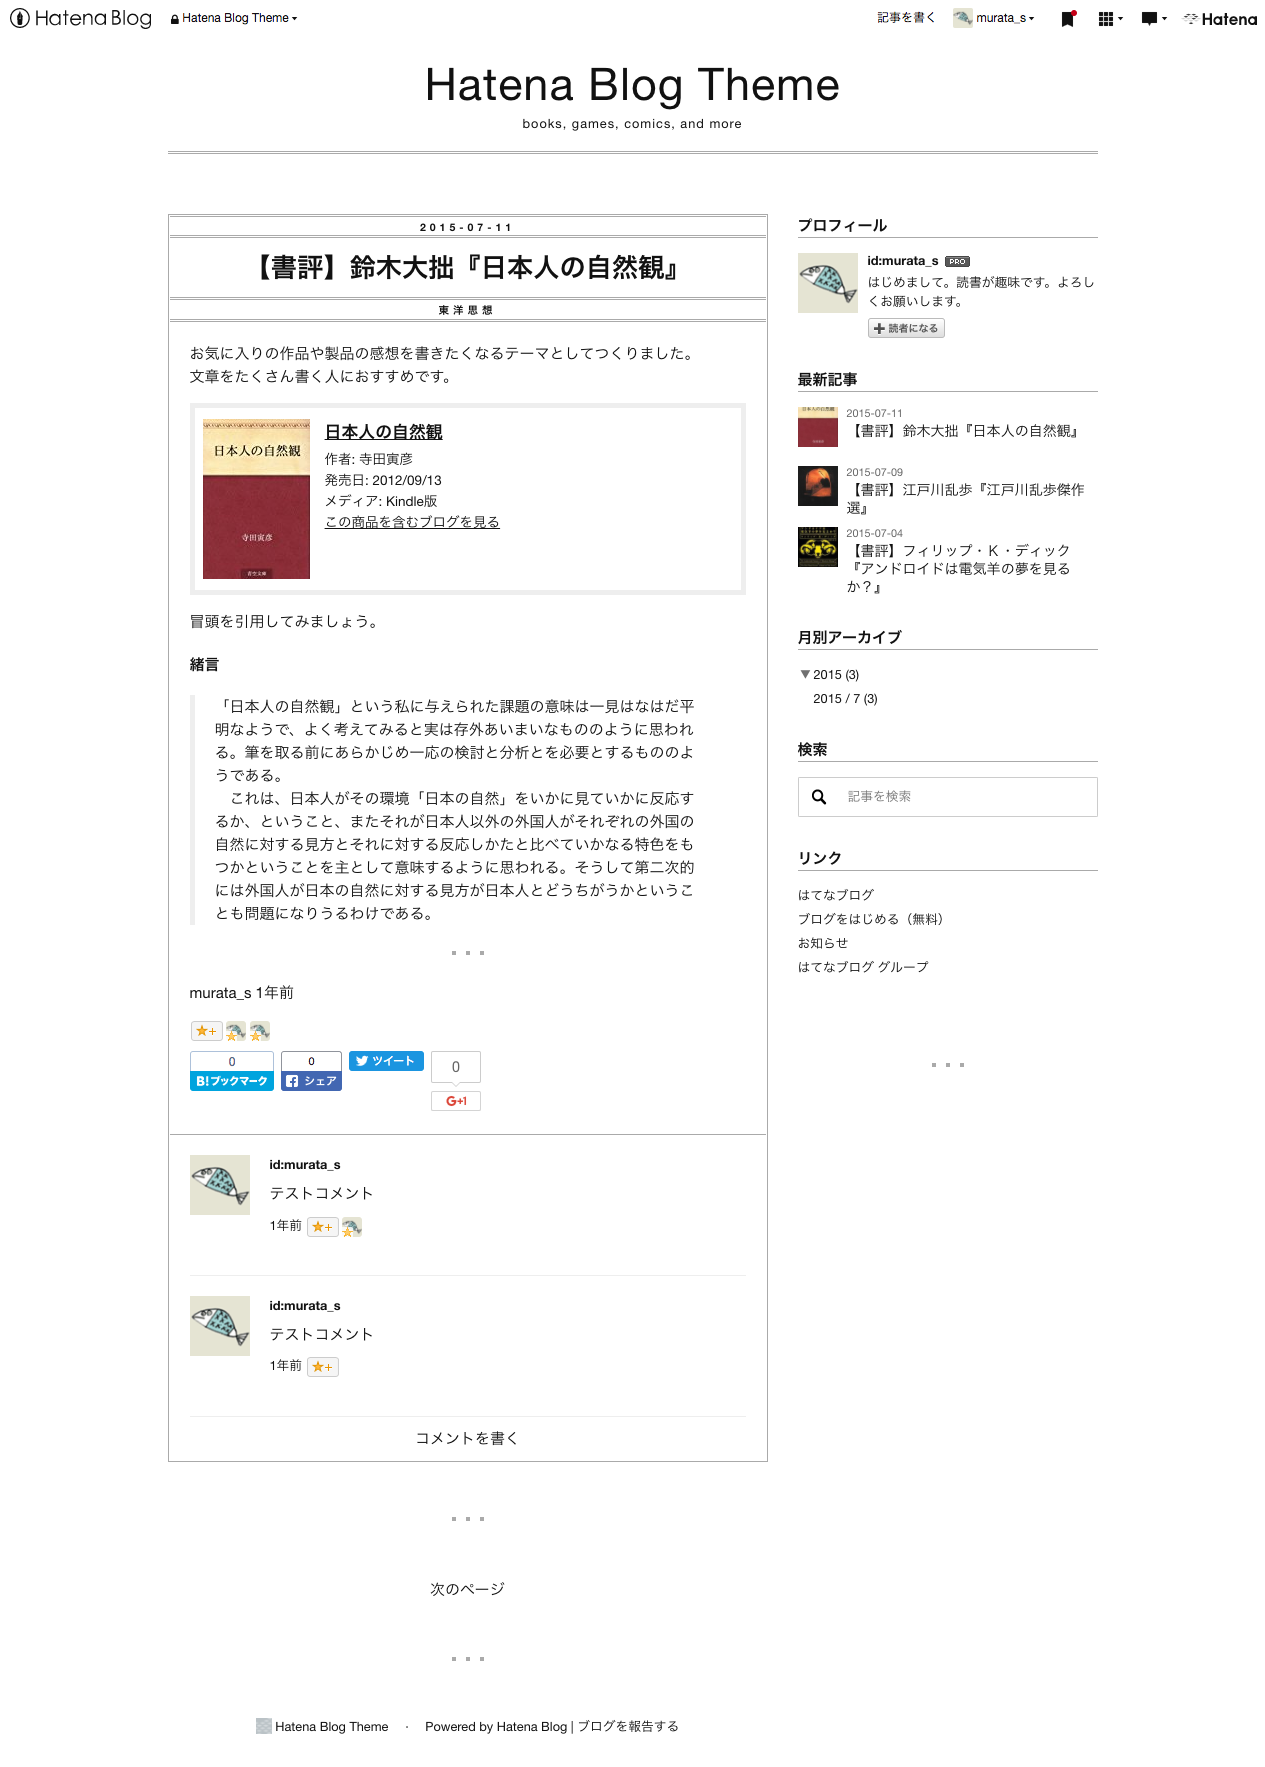 Hatena Blog
Hatena Blog Theme
記事を書く
murata_s
Hatena
Hatena Blog Theme
books, games, comics, and more
2015-07-11
【書評】鈴木大拙『日本人の自然観』
東洋思想
お気に入りの作品や製品の感想を書きたくなるテーマとしてつくりました。
文章をたくさん書く人におすすめです。
日本人の自然観
寺田寅彦
青空文庫
日本人の自然観
作者: 寺田寅彦
発売日: 2012/09/13
メディア: Kindle版
この商品を含むブログを見る
冒頭を引用してみましょう。
緒言
「日本人の自然観」という私に与えられた課題の意味は一見はなはだ平
明なようで、よく考えてみると実は存外あいまいなもののように思われ
る。筆を取る前にあらかじめ一応の検討と分析とを必要とするもののよ
うである。
　これは、日本人がその環境「日本の自然」をいかに見ていかに反応す
るか、ということ、またそれが日本人以外の外国人がそれぞれの外国の
自然に対する見方とそれに対する反応しかたと比べていかなる特色をも
つかということを主として意味するように思われる。そうして第二次的
には外国人が日本の自然に対する見方が日本人とどうちがうかというこ
とも問題になりうるわけである。
murata_s 1年前
0
B!ブックマーク
0
シェア
ツイート
0
G+1
id:murata_s
テストコメント
1年前
id:murata_s
テストコメント
1年前
コメントを書く
次のページ
Hatena Blog Theme ・ Powered by Hatena Blog | ブログを報告する
プロフィール
id:murata_s PRO
はじめまして。読書が趣味です。よろし
くお願いします。
読者になる
最新記事
2015-07-11
【書評】鈴木大拙『日本人の自然観』
2015-07-09
【書評】江戸川乱歩『江戸川乱歩傑作
選』
2015-07-04
【書評】フィリップ・Ｋ・ディック
『アンドロイドは電気羊の夢を見る
か？』
月別アーカイブ
▼2015 (3)
2015 / 7 (3)
検索
記事を検索
リンク
はてなブログ
ブログをはじめる（無料）
お知らせ
はてなブログ グループ